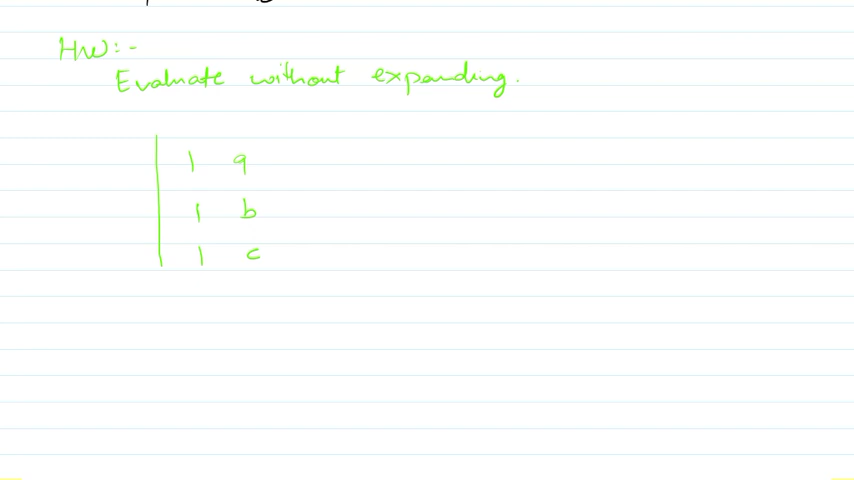 HW:-
Evaluate without expanding.
| 1 a
1 b
1 c